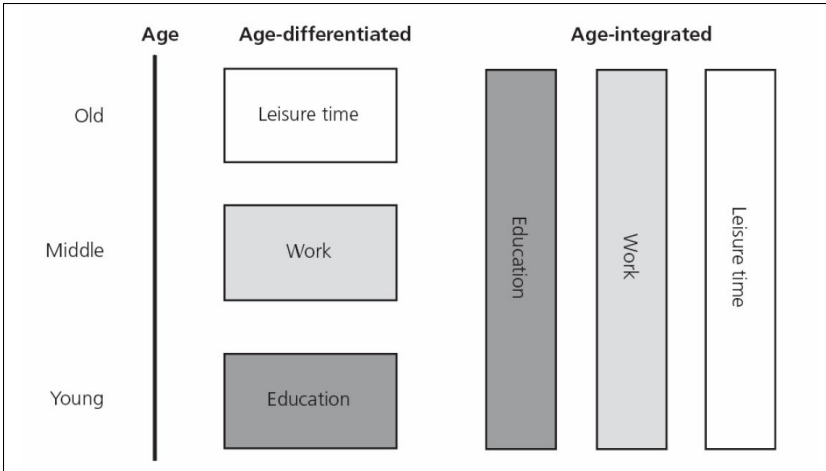 Age Age-differentiated Age-integrated
Old Leisure time
Middle Work
Young Education
Education
Work
Leisure time